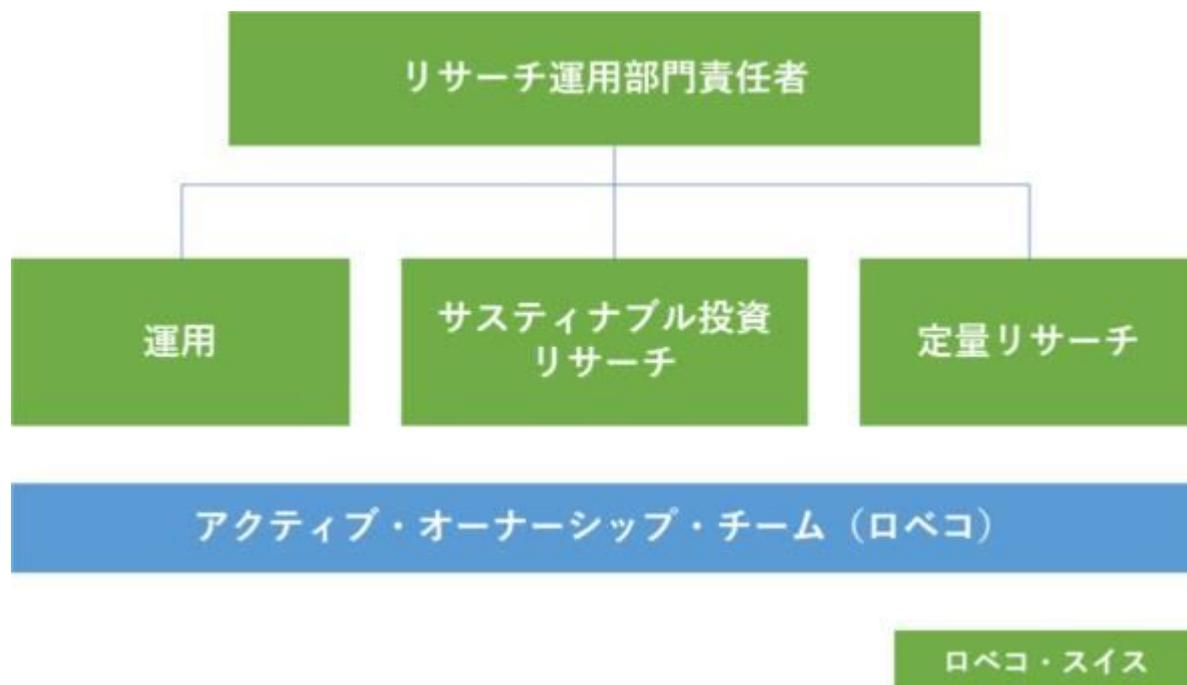 リサーチ運用部門責任者
運用
サスティナブル投資
リサーチ
定量リサーチ
アクティブ・オーナーシップ・チーム（ロベコ）
ロベコ・スイス